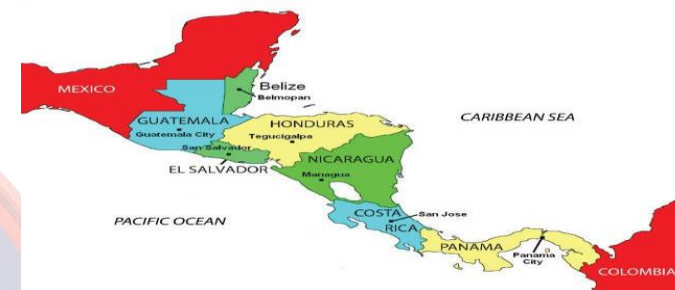 MEXICO
Belize
Belmopan
GUATEMALA
Guatemala City
HONDURAS
Tegucigalpa
CARIBBEAN SEA
San Salvador
EL SALVADOR
NICARAGUA
Managua
PACIFIC OCEAN
COSTA
RICA
San Jose
PANAMA
Panama
City
COLOMBIA